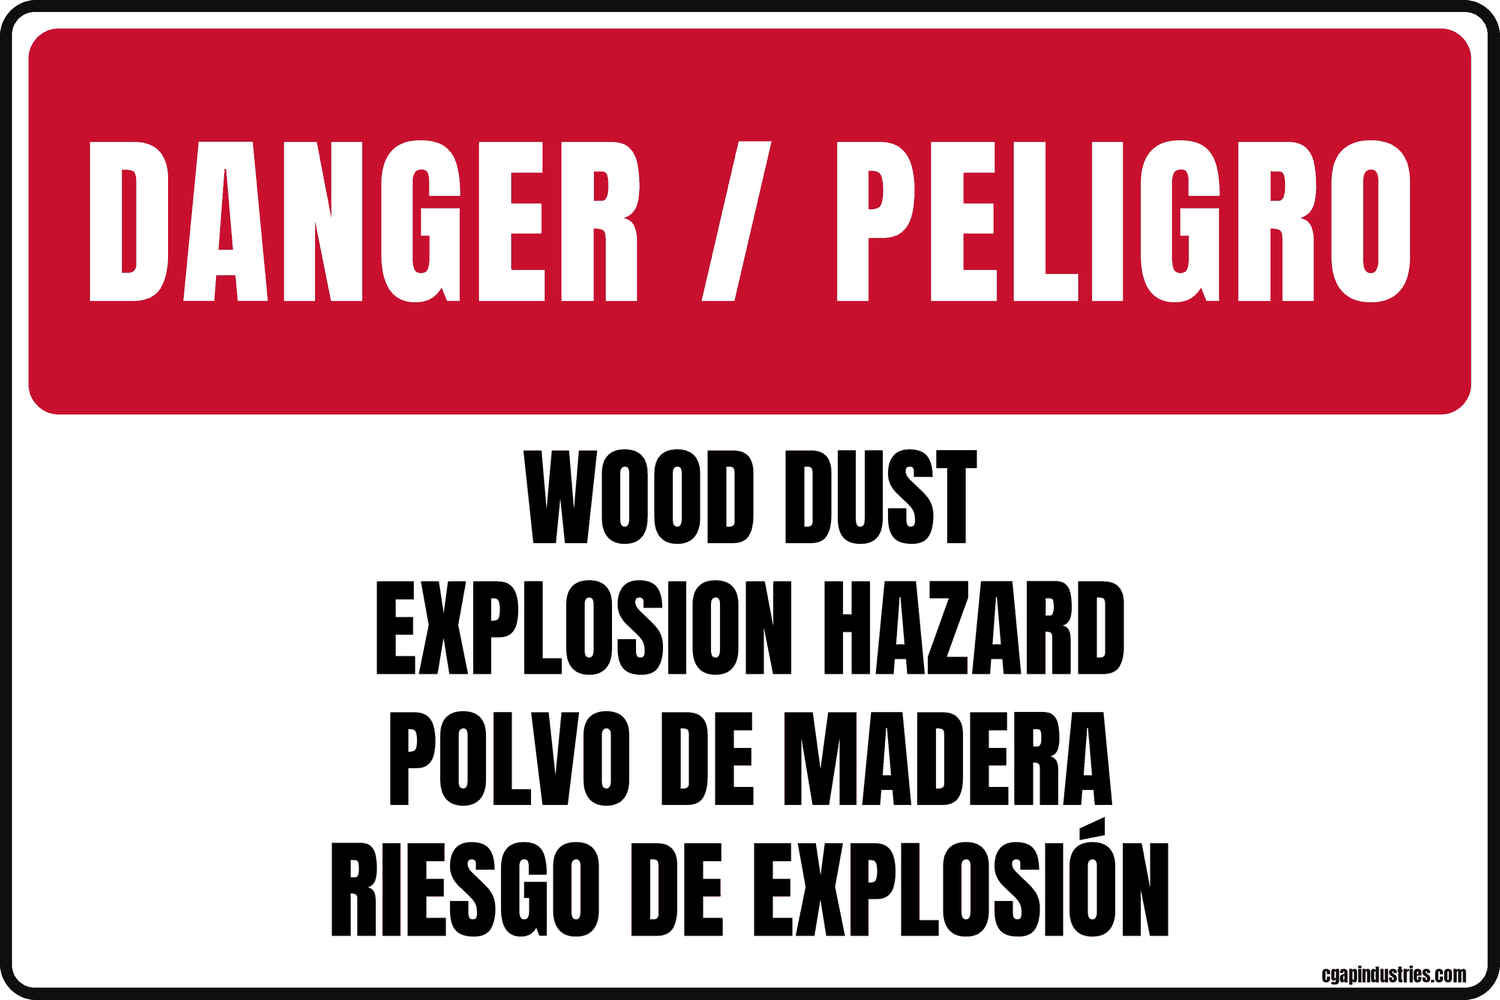 DANGER / PELIGRO
WOOD DUST
EXPLOSION HAZARD
POLVO DE MADERA
RIESGO DE EXPLOSIÓN
cgapindustries.com